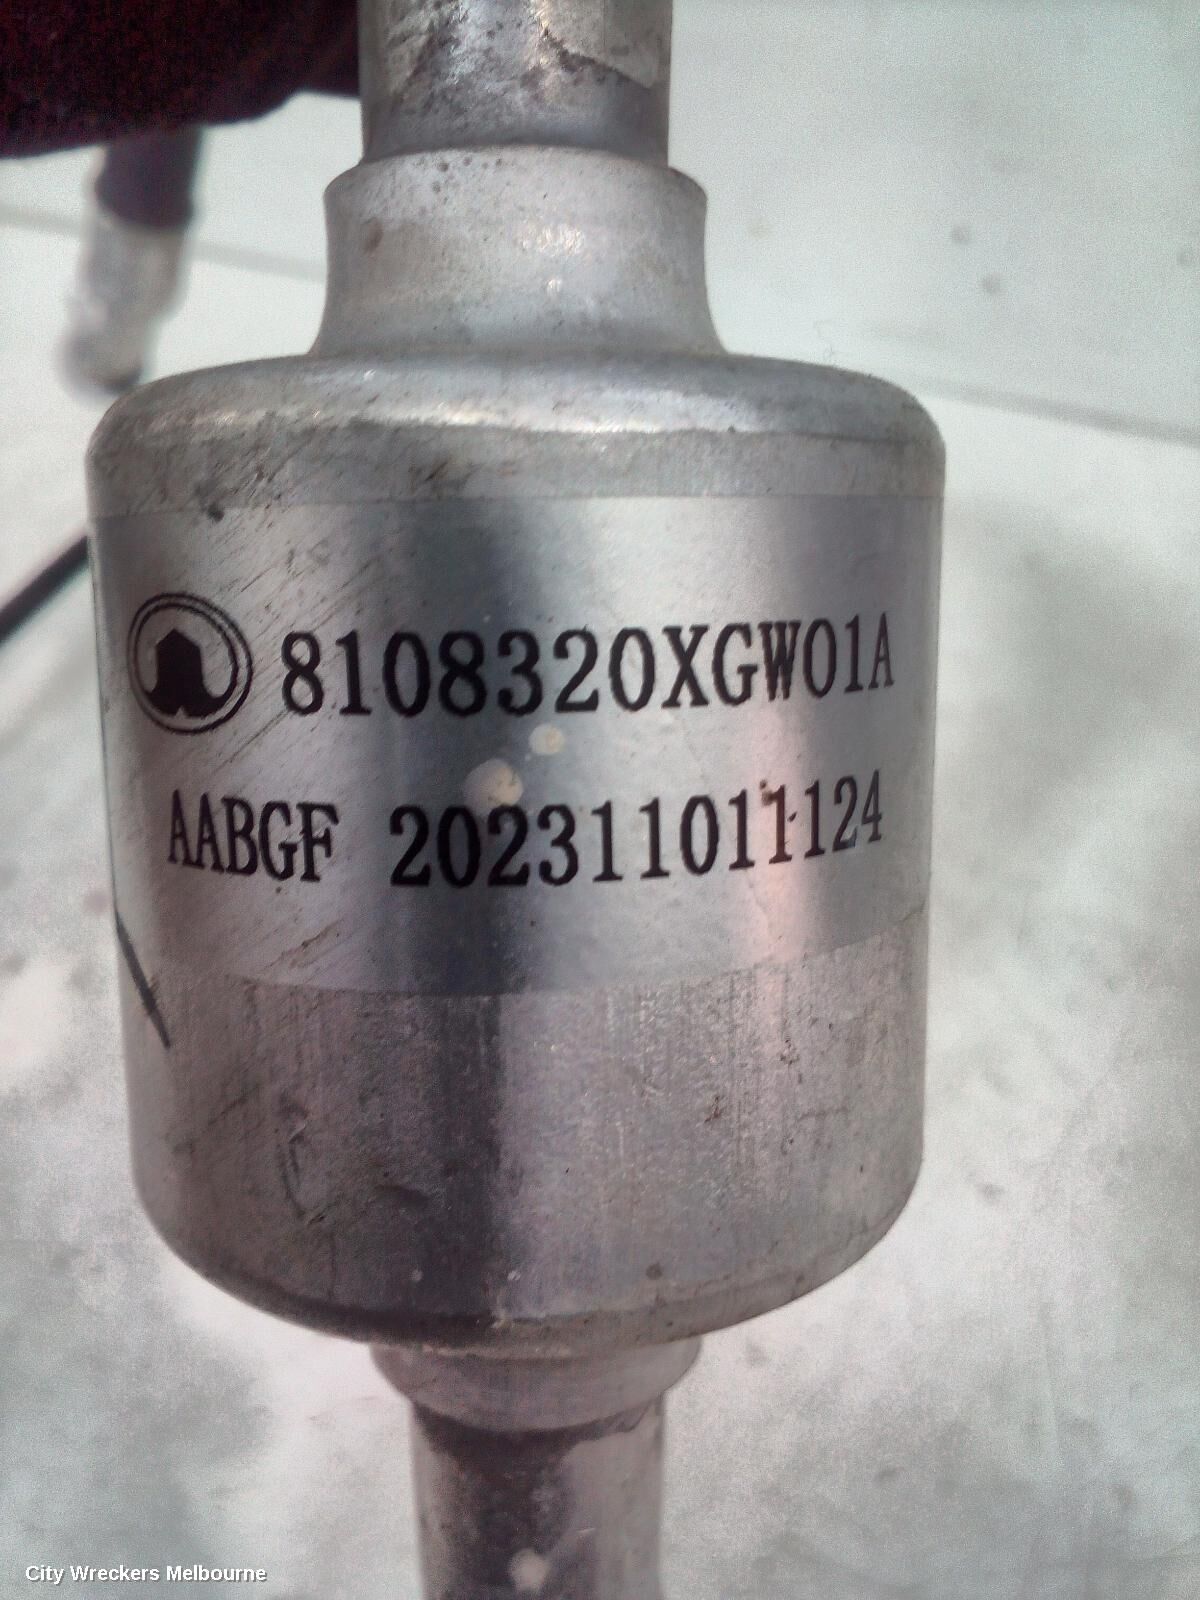 8108320XGW01A
AABGF 202311011124
City Wreckers Melbourne